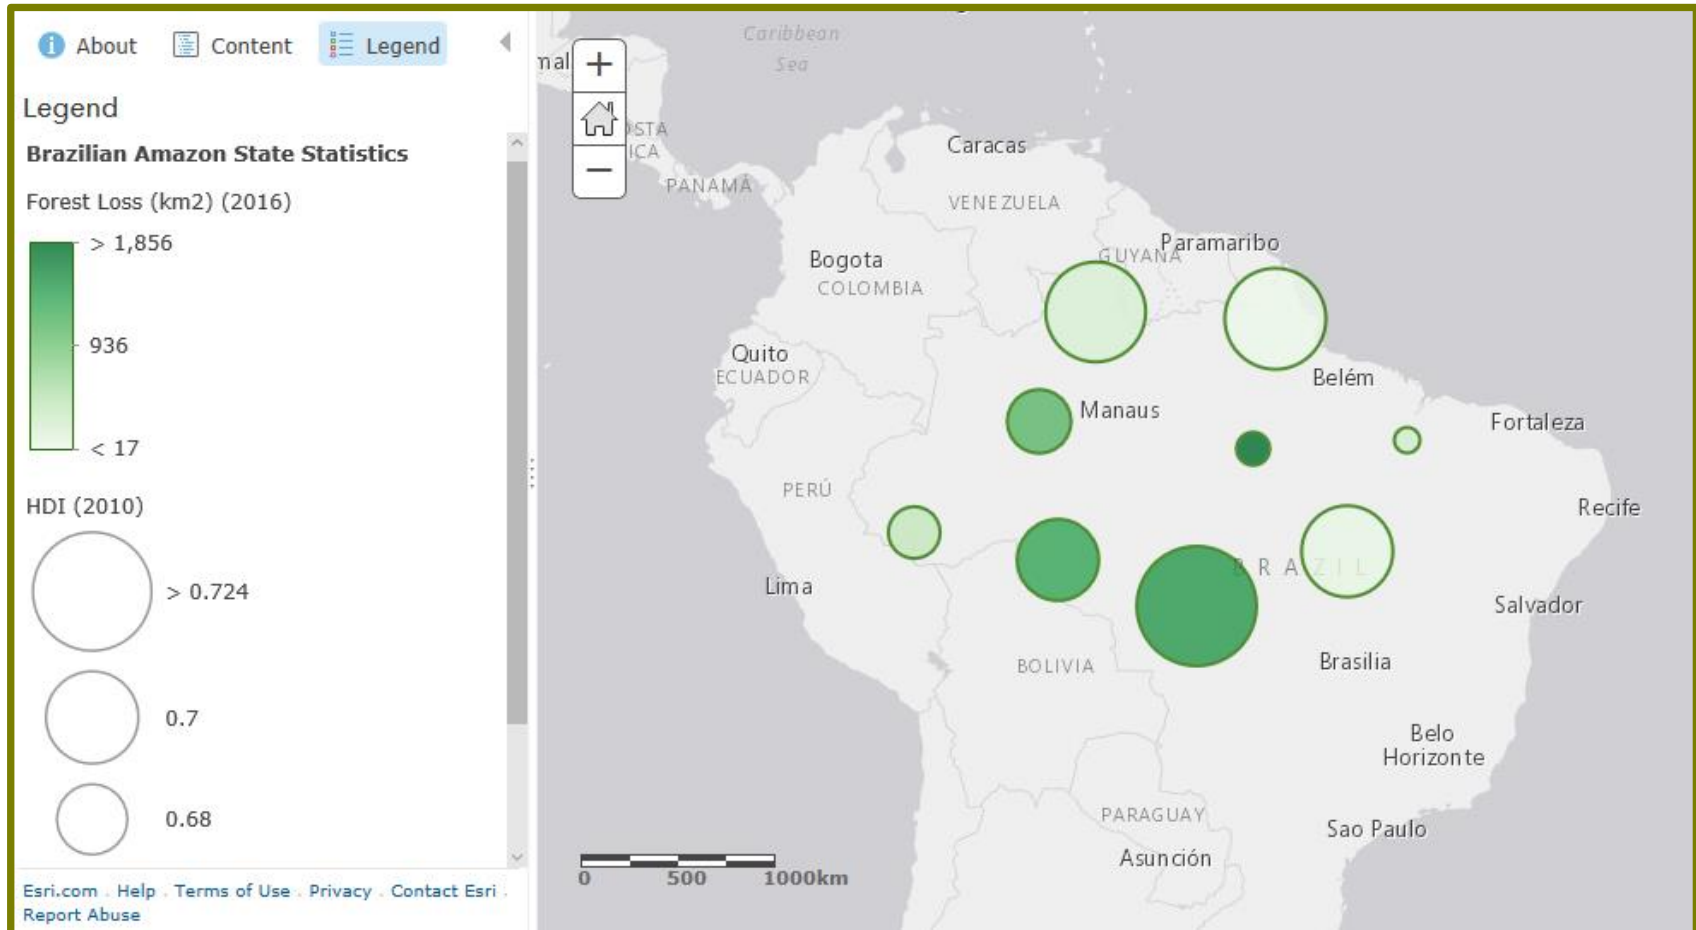 About Content Legend
Legend
Brazilian Amazon State Statistics
Forest Loss (km2) (2016)
> 1,856
936
< 17
HDI (2010)
> 0.724
0.7
0.68
Esri.com . Help . Terms of Use . Privacy . Contact Esri .
Report Abuse
Caribbean
Sea
PANAMÁ
Caracas
VENEZUELA
Bogota
COLOMBIA
GUYANA
Paramaribo
Quito
ECUADOR
Belém
Manaus
Fortaleza
PERÚ
Recife
Lima
BRAZIL
Salvador
BOLIVIA
Brasilia
Belo
Horizonte
PARAGUAY
Sao Paulo
Asunción
0 500 1000km